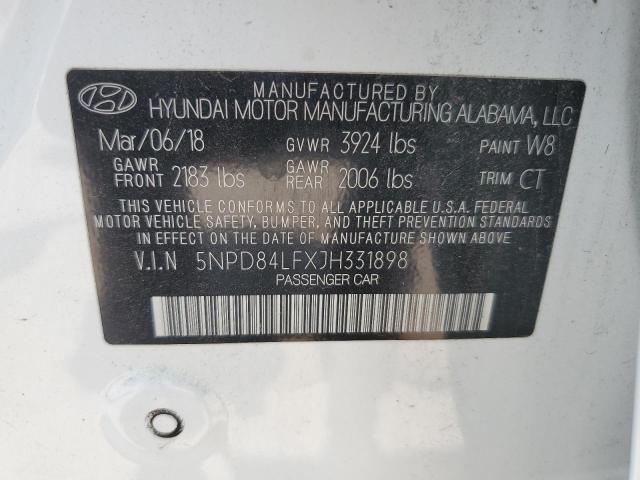 MANUFACTURED BY
HYUNDAI MOTOR MANUFACTURING ALABAMA, LLC
Mar/06/18 GVWR 3924 lbs PAINT W8
GAWR FRONT 2183 lbs GAWR REAR 2006 lbs TRIM CT
THIS VEHICLE CONFORMS TO ALL APPLICABLE U.S.A. FEDERAL
MOTOR VEHICLE SAFETY, BUMPER, AND THEFT PREVENTION STANDARDS
IN EFFECT ON THE DATE OF MANUFACTURE SHOWN ABOVE.
V.I.N 5NPD84LFXJH331898
PASSENGER CAR